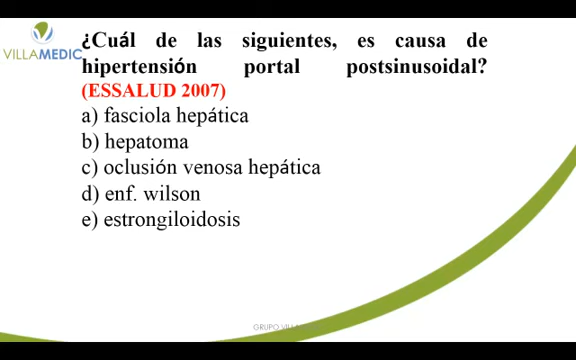 ¿Cuál de las siguientes, es causa de
VILLAMEDIC
hipertensión portal postsinusoidal?
(ESSALUD 2007)
a) fasciola hepática
b) hepatoma
c) oclusión venosa hepática
d) enf. wilson
e) estrongiloidosis
GRUPO